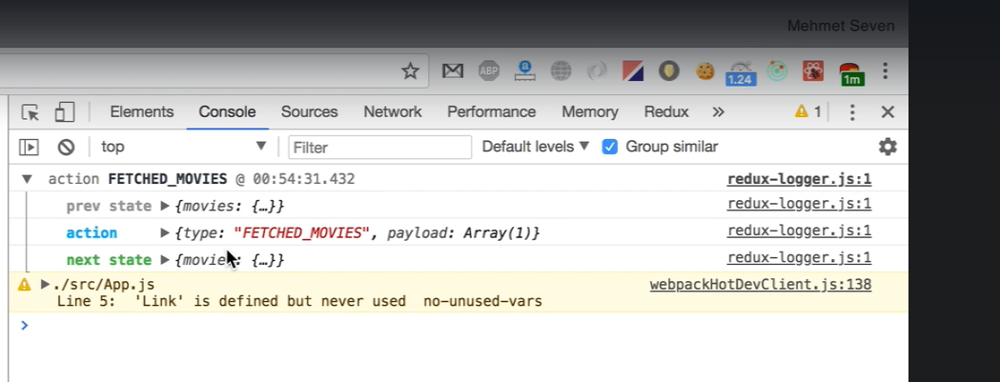 Mehmet Seven
ABP a 1.24 1m
Elements Console Sources Network Performance Memory Redux » 1
top Filter Default levels Group similar
action FETCHED_MOVIES @ 00:54:31.432 redux-logger.js:1
prev state {movies: {…}} redux-logger.js:1
action {type: "FETCHED_MOVIES", payload: Array(1)} redux-logger.js:1
next state {movies: {…}} redux-logger.js:1
./src/App.js webpackHotDevClient.js:138
Line 5: 'Link' is defined but never used no-unused-vars